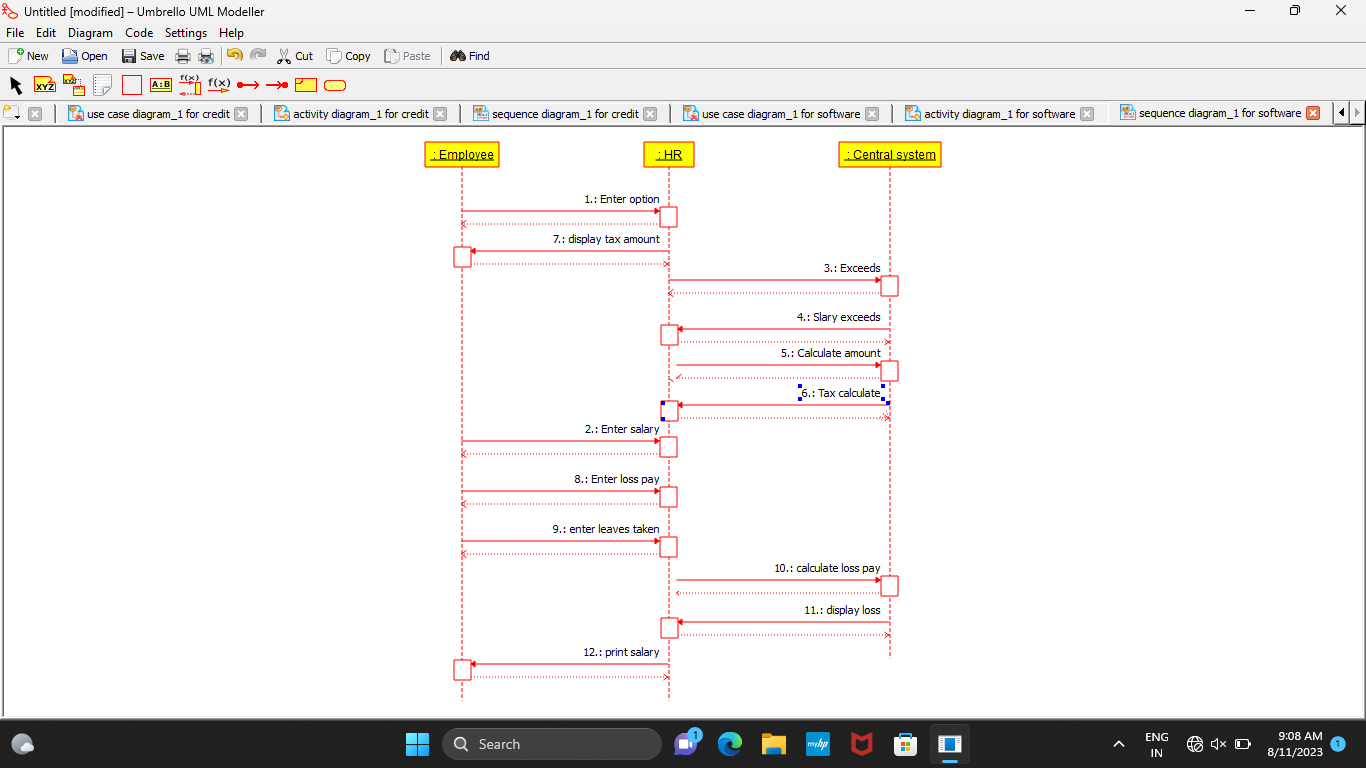 Untitled [modified] – Umbrello UML Modeller
File Edit Diagram Code Settings Help
New Open Save Cut Copy Paste Find
XYZ XYZ A:B f(x) f(x)
use case diagram_1 for credit activity diagram_1 for credit sequence diagram_1 for credit use case diagram_1 for software activity diagram_1 for software sequence diagram_1 for software
: Employee : HR : Central system
1.: Enter option
7.: display tax amount
3.: Exceeds
4.: Slary exceeds
5.: Calculate amount
6.: Tax calculate
2.: Enter salary
8.: Enter loss pay
9.: enter leaves taken
10.: calculate loss pay
11.: display loss
12.: print salary
Search
1
myhp
ENG
IN
9:08 AM
8/11/2023
1